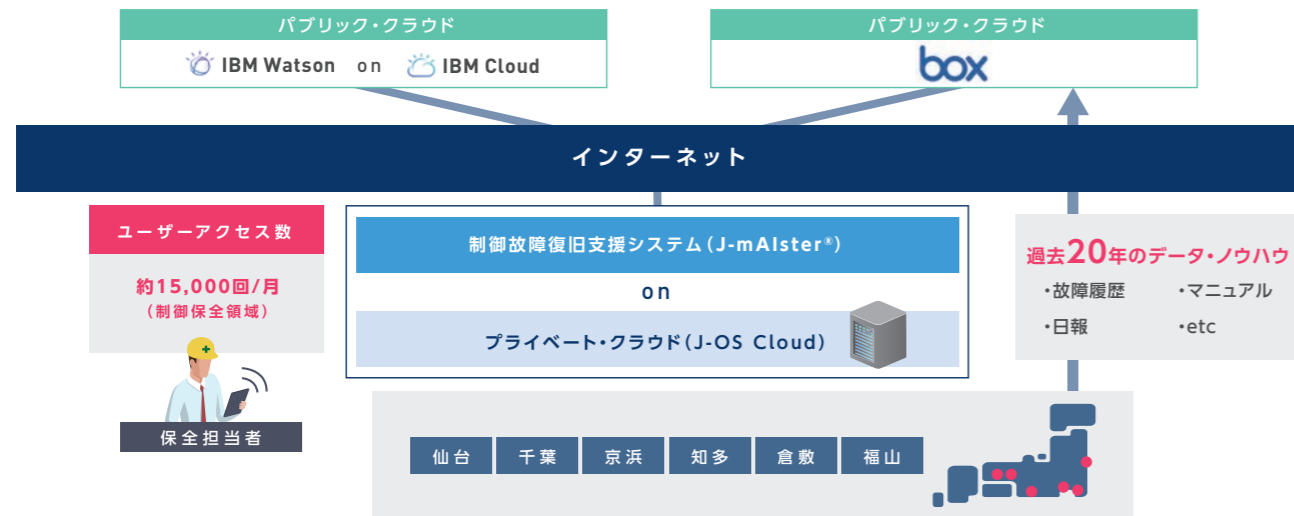 パブリック・クラウド
IBM Watson on IBM Cloud
パブリック・クラウド
box
インターネット
ユーザーアクセス数
約15,000回/月
(制御保全領域)
保全担当者
制御故障復旧支援システム(J-mAIster®)
on
プライベート・クラウド(J-OS Cloud)
過去20年のデータ・ノウハウ
・故障履歴 ・マニュアル
・日報 ・etc
仙台 千葉 京浜 知多 倉敷 福山